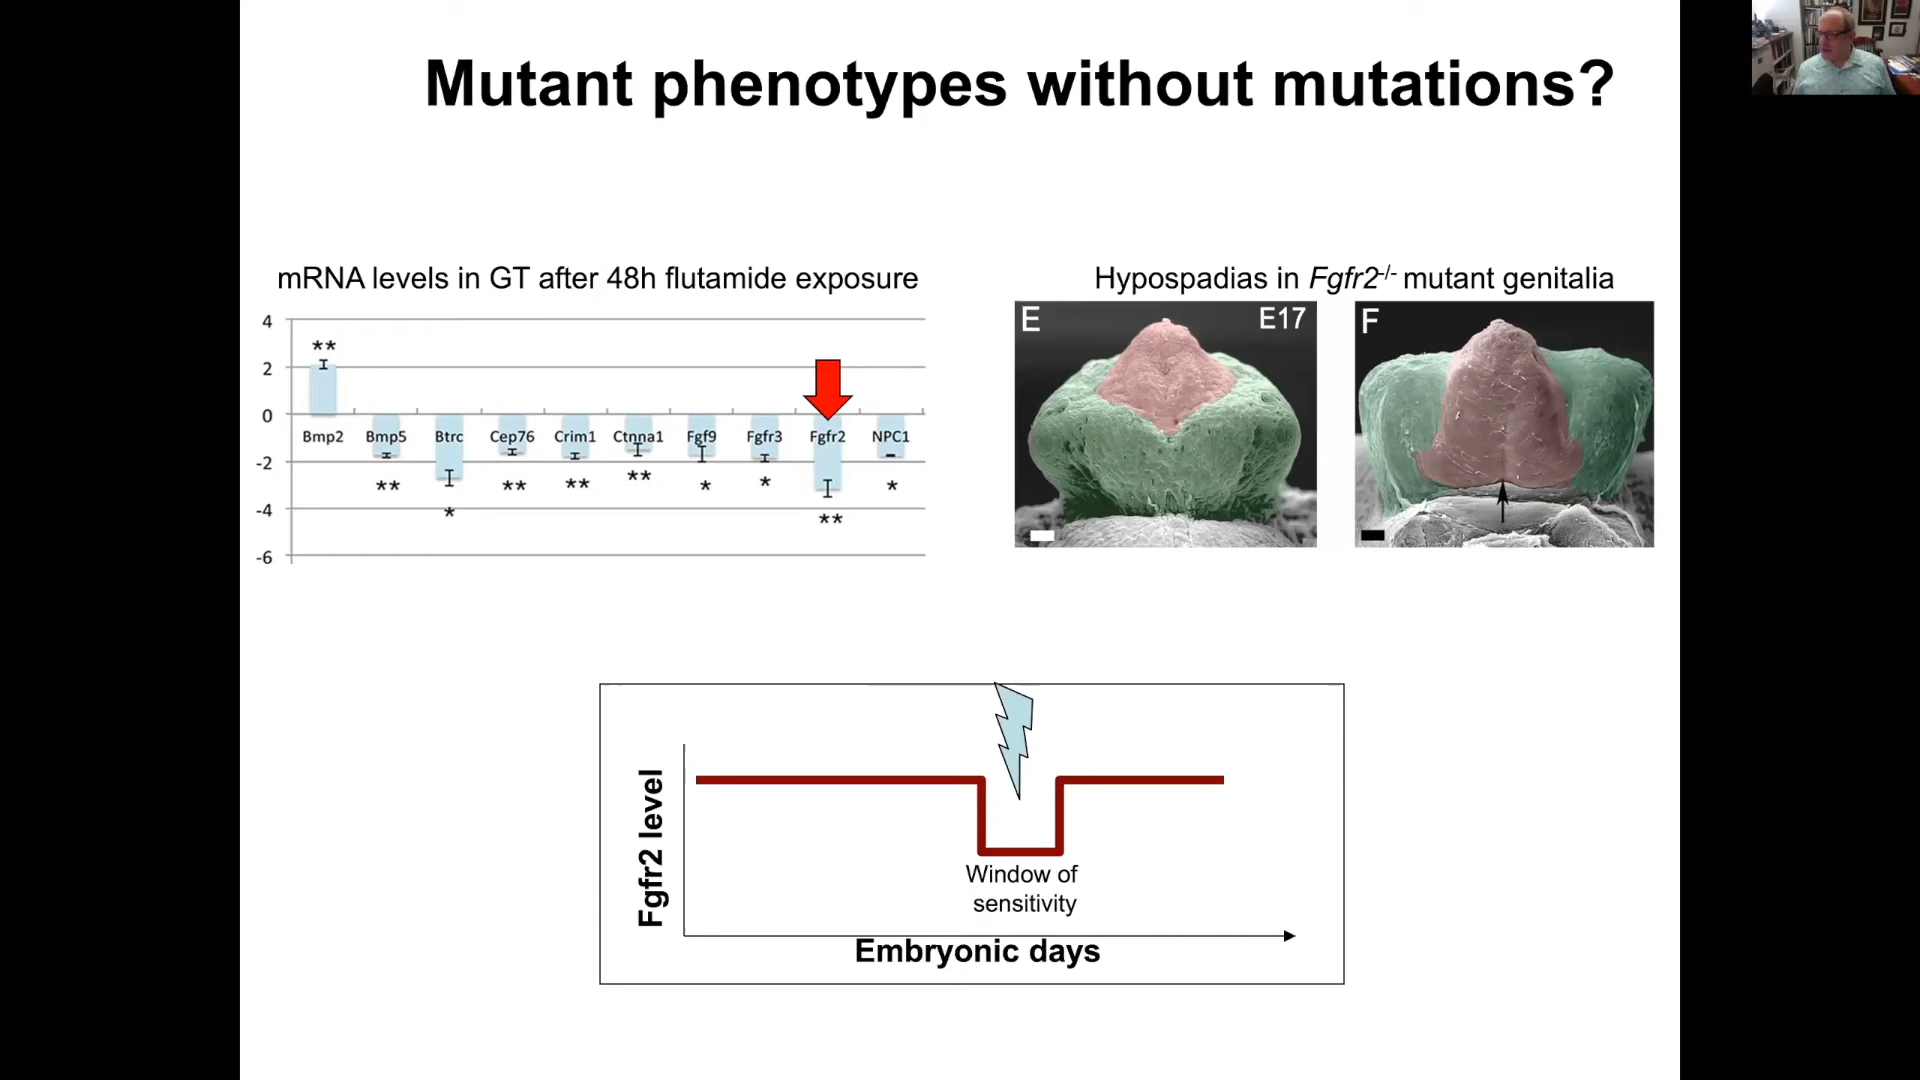 Mutant phenotypes without mutations?
mRNA levels in GT after 48h flutamide exposure
4
2
0
-2
-4
-6
**
Bmp2 Bmp5 Btrc Cep76 Crim1 Ctnna1 Fgf9 Fgfr3 Fgfr2 NPC1
** * ** ** ** * * ** *
Hypospadias in Fgfr2-/- mutant genitalia
E E17
F
Fgfr2 level
Window of
sensitivity
Embryonic days